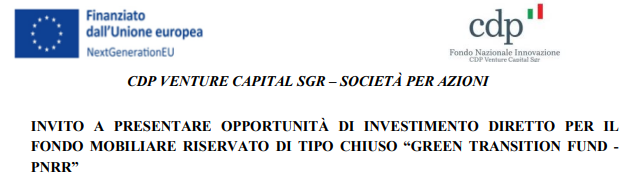 Finanziato
dall'Unione europea
NextGenerationEU
cdp
Fondo Nazionale Innovazione
CDP Venture Capital Sgr
CDP VENTURE CAPITAL SGR – SOCIETÀ PER AZIONI
INVITO A PRESENTARE OPPORTUNITÀ DI INVESTIMENTO DIRETTO PER IL
FONDO MOBILIARE RISERVATO DI TIPO CHIUSO “GREEN TRANSITION FUND -
PNRR”